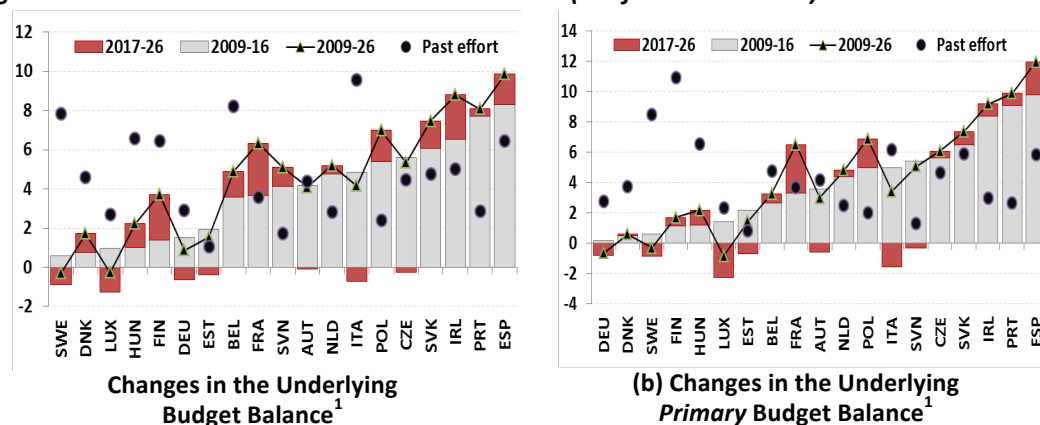 12
10
8
6
4
2
0
-2
2017-26 2009-16 2009-26 Past effort
SWE DNK LUX HUN FIN DEU EST BEL FRA SVN AUT NLD ITA POL CZE SVK IRL PRT ESP
Changes in the Underlying
Budget Balance1
14
12
10
8
6
4
2
0
-2
-4
2017-26 2009-16 2009-26 Past effort
DEU DNK SWE FIN HUN LUX EST BEL FRA AUT NLD POL ITA SVN CZE SVK IRL PRT ESP
(b) Changes in the Underlying
Primary Budget Balance1